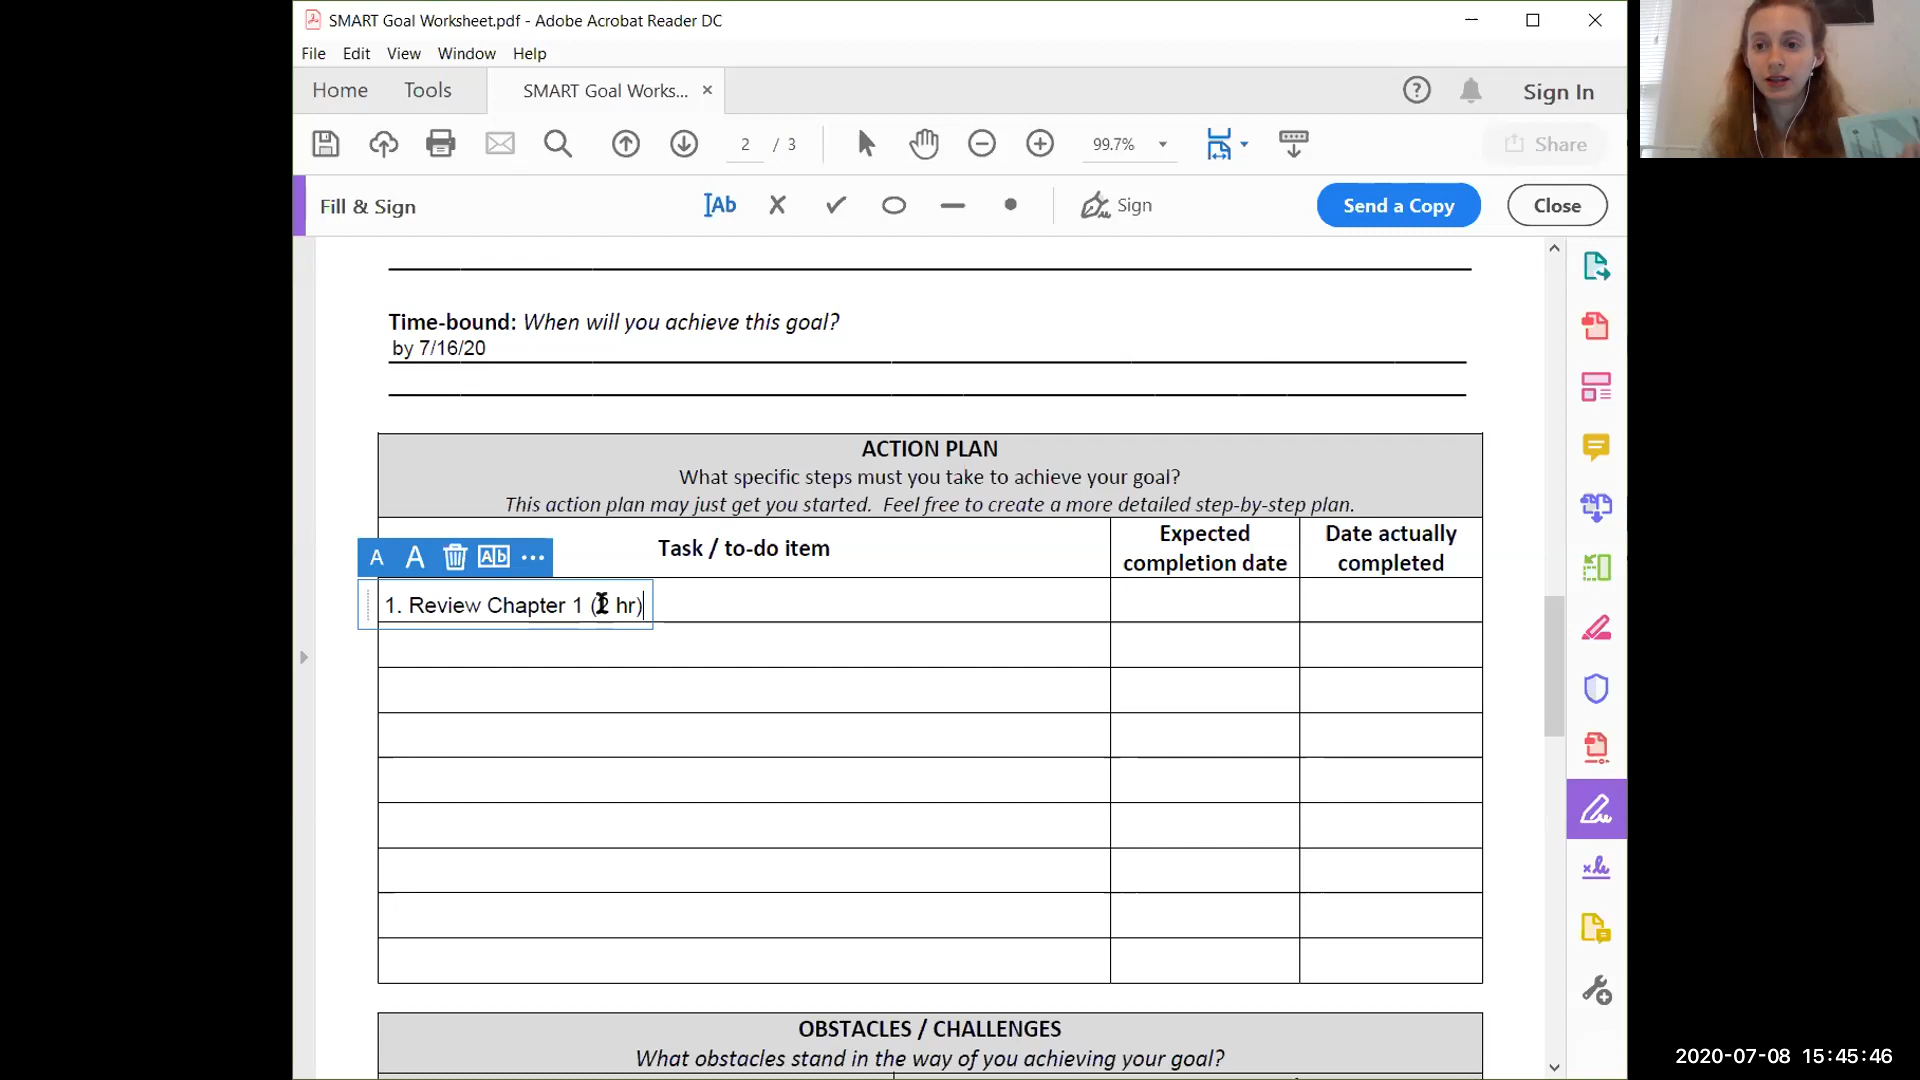 SMART Goal Worksheet.pdf - Adobe Acrobat Reader DC
File Edit View Window Help
Home Tools SMART Goal Works... × Sign In
2 / 3 99.7% Share
Fill & Sign Ab Sign Send a Copy Close
Time-bound: When will you achieve this goal?
by 7/16/20
ACTION PLAN
What specific steps must you take to achieve your goal?
This action plan may just get you started. Feel free to create a more detailed step-by-step plan.
Task / to-do item
Expected completion date
Date actually completed
A A Ab ...
1. Review Chapter 1 (2 hr)
OBSTACLES / CHALLENGES
What obstacles stand in the way of you achieving your goal?
2020-07-08 15:45:46